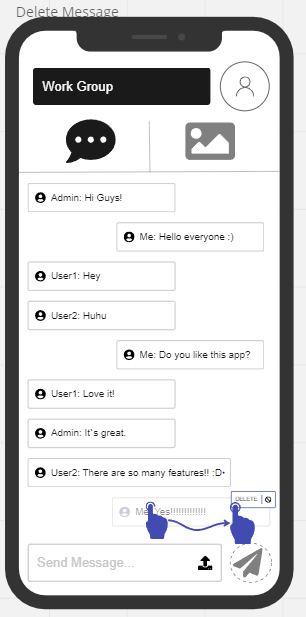 Delete Message
Work Group
Admin: Hi Guys!
Me: Hello everyone :)
User1: Hey
User2: Huhu
Me: Do you like this app?
User1: Love it!
Admin: It`s great.
User2: There are so many features!! :D
DELETE
Me: Yes!!!!!!!!!!!!!
Send Message...